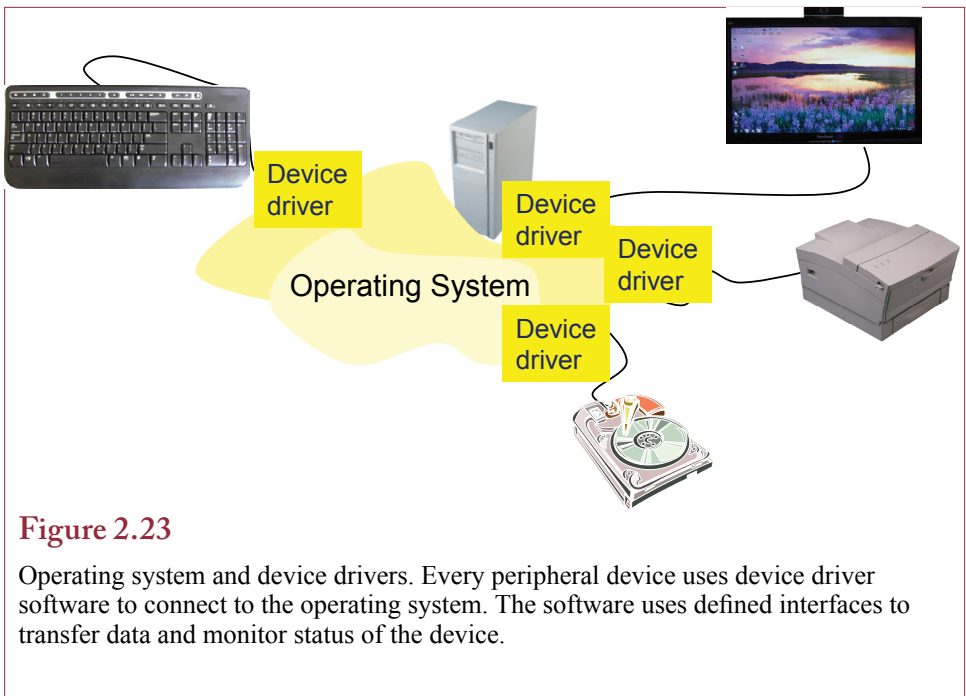 Device
driver
Device
driver
Device
driver
Operating System
Device
driver
Figure 2.23
Operating system and device drivers. Every peripheral device uses device driver
software to connect to the operating system. The software uses defined interfaces to
transfer data and monitor status of the device.